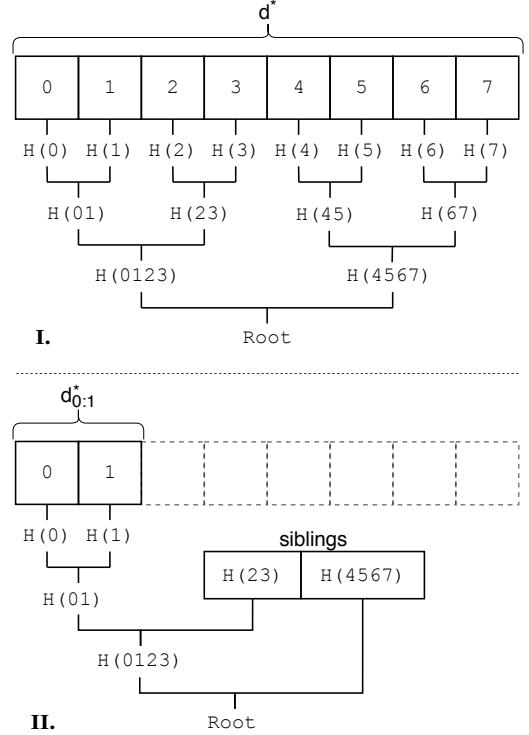 d*
0 1 2 3 4 5 6 7
H(0) H(1) H(2) H(3) H(4) H(5) H(6) H(7)
H(01) H(23) H(45) H(67)
H(0123) H(4567)
I. Root
d*0:1
0 1
H(0) H(1)
siblings
H(23) H(4567)
H(01)
H(0123)
II. Root